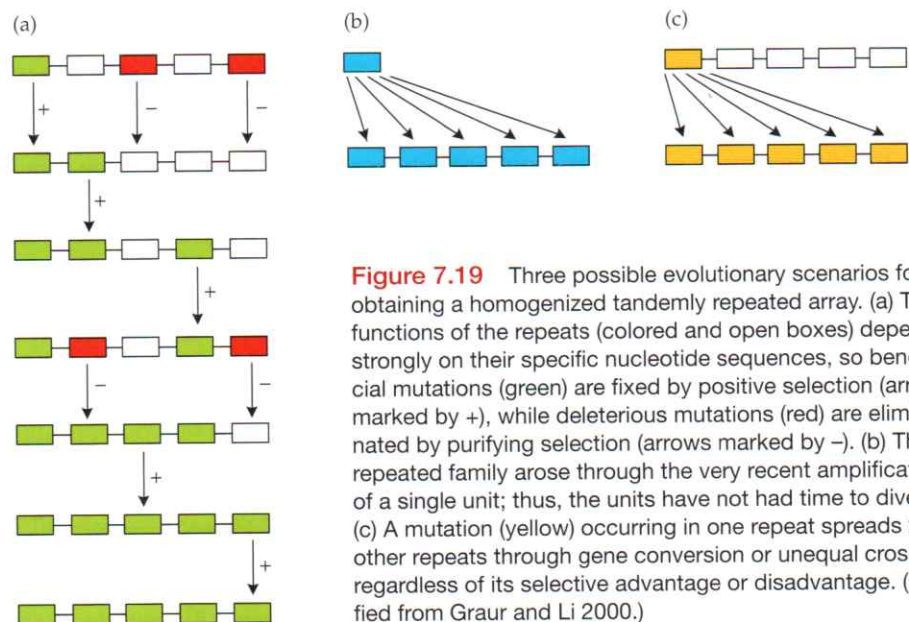 (a)
(b)
(c)
+
−
−
+
+
−
−
+
+
Figure 7.19 Three possible evolutionary scenarios fo
obtaining a homogenized tandemly repeated array. (a) T
functions of the repeats (colored and open boxes) depe
strongly on their specific nucleotide sequences, so bene
cial mutations (green) are fixed by positive selection (arr
marked by +), while deleterious mutations (red) are elimi
nated by purifying selection (arrows marked by –). (b) Th
repeated family arose through the very recent amplificat
of a single unit; thus, the units have not had time to dive
(c) A mutation (yellow) occurring in one repeat spreads
other repeats through gene conversion or unequal cross
regardless of its selective advantage or disadvantage. (
fied from Graur and Li 2000.)